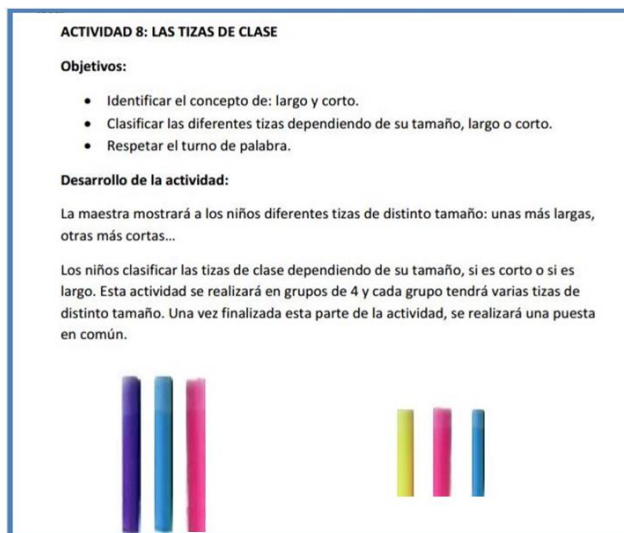 ACTIVIDAD 8: LAS TIZAS DE CLASE
Objetivos:
• Identificar el concepto de: largo y corto.
• Clasificar las diferentes tizas dependiendo de su tamaño, largo o corto.
• Respetar el turno de palabra.
Desarrollo de la actividad:
La maestra mostrará a los niños diferentes tizas de distinto tamaño: unas más largas,
otras más cortas...
Los niños clasificar las tizas de clase dependiendo de su tamaño, si es corto o si es
largo. Esta actividad se realizará en grupos de 4 y cada grupo tendrá varias tizas de
distinto tamaño. Una vez finalizada esta parte de la actividad, se realizará una puesta
en común.